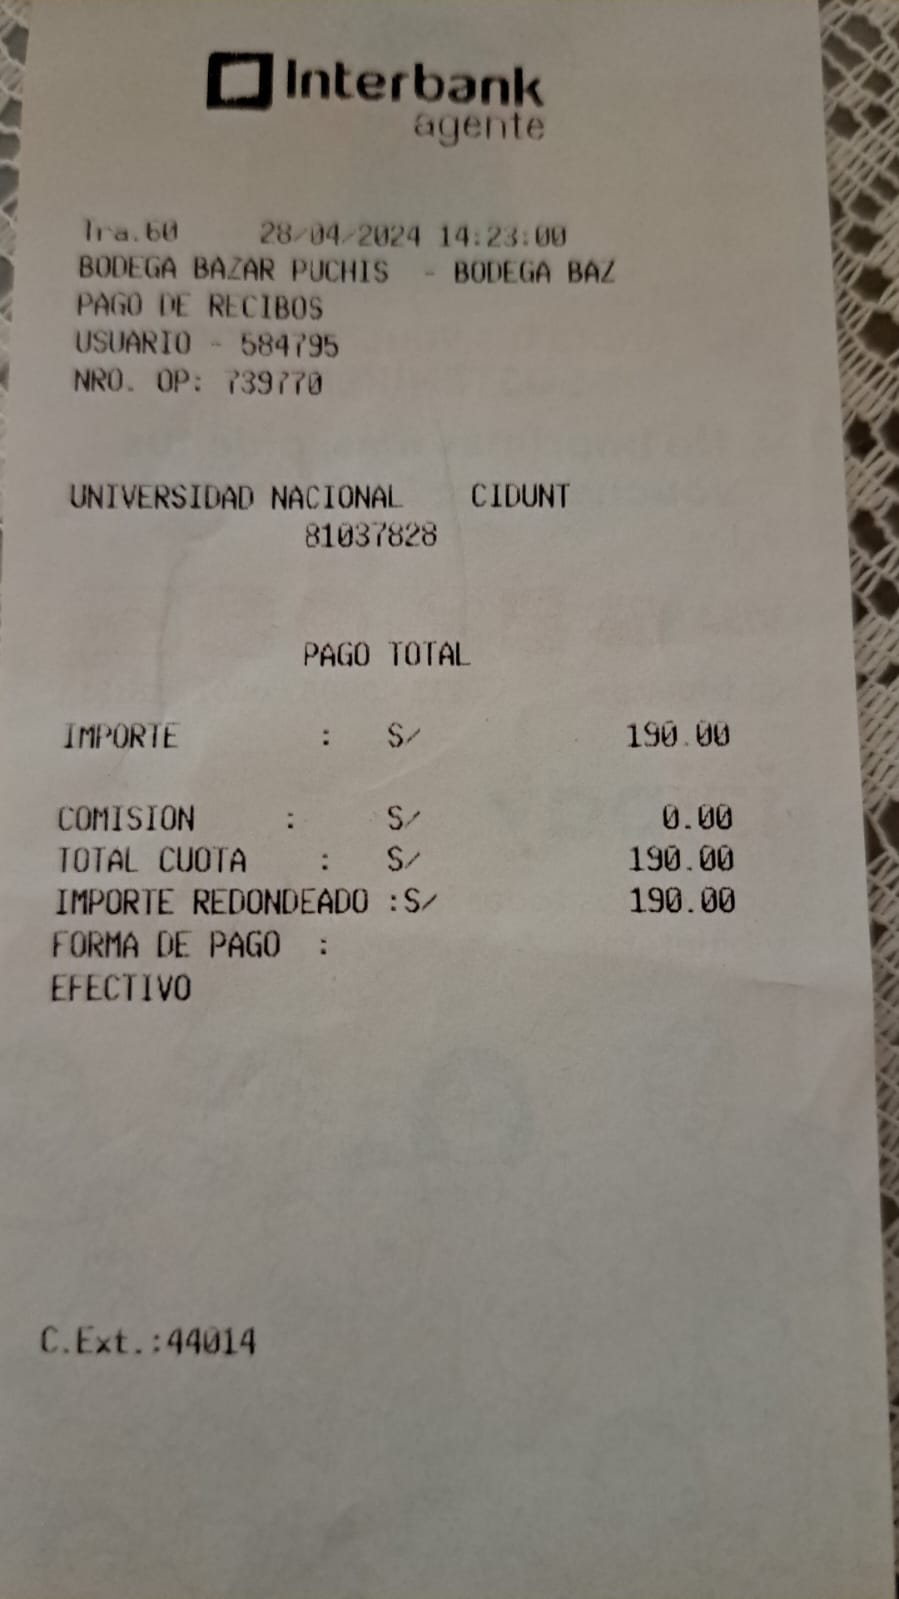 Interbank
agente
Tra.60 28/04/2024 14:23:00
BODEGA BAZAR PUCHIS - BODEGA BAZ
PAGO DE RECIBOS
USUARIO - 584795
NRO. OP: 739770
UNIVERSIDAD NACIONAL CIDUNT
81037828
PAGO TOTAL
IMPORTE : S/ 190.00
COMISION : S/ 0.00
TOTAL CUOTA : S/ 190.00
IMPORTE REDONDEADO :S/ 190.00
FORMA DE PAGO :
EFECTIVO
C.Ext.:44014